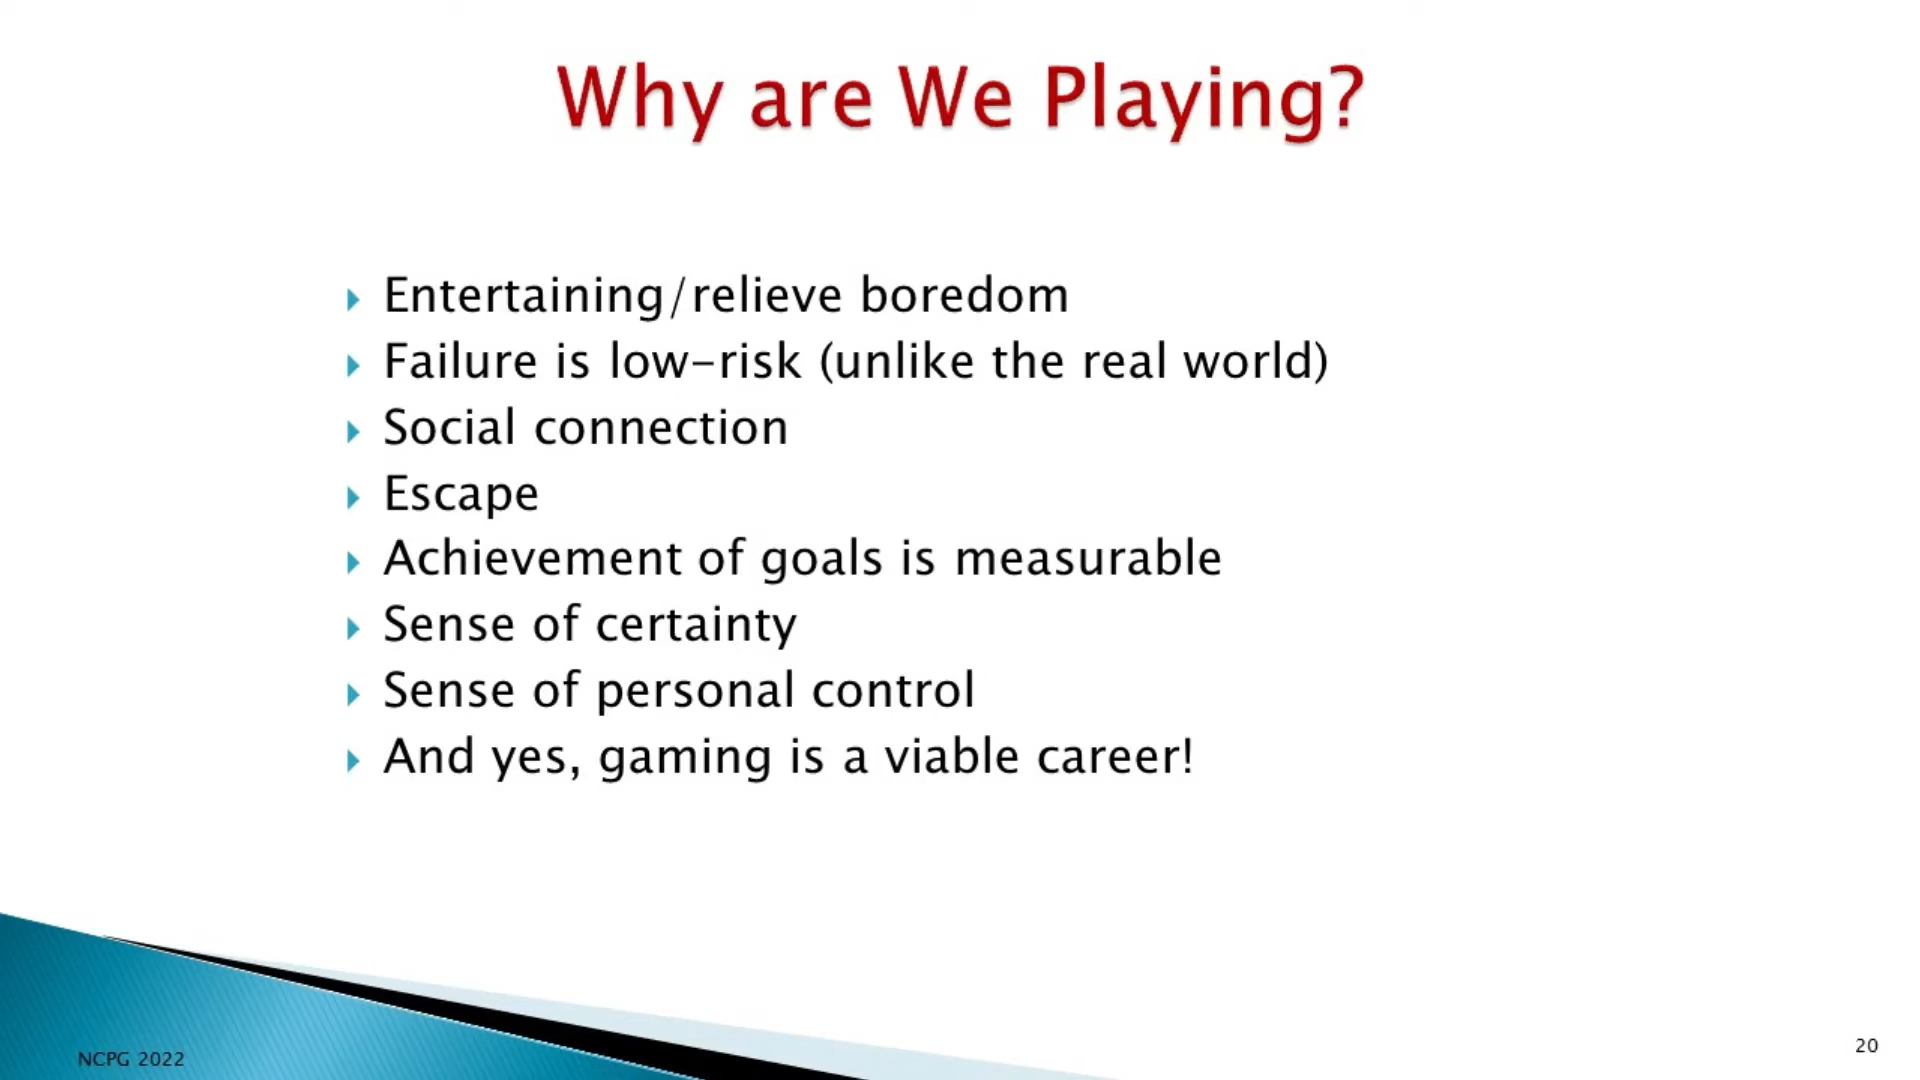 Why are We Playing?
Entertaining/relieve boredom
Failure is low-risk (unlike the real world)
Social connection
Escape
Achievement of goals is measurable
Sense of certainty
Sense of personal control
And yes, gaming is a viable career!
NCPG 2022
20